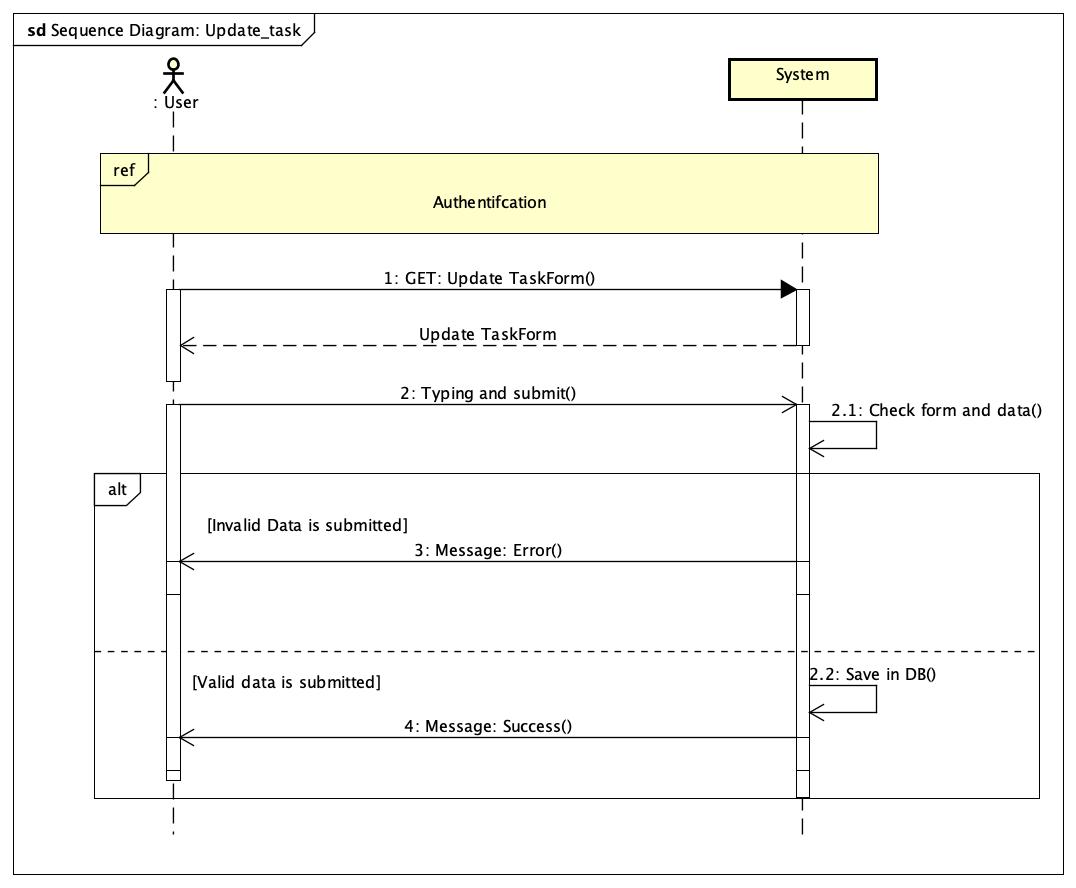 sd Sequence Diagram: Update_task
: User
System
ref
Authentifcation
1: GET: Update TaskForm()
Update TaskForm
2: Typing and submit()
2.1: Check form and data()
alt
[Invalid Data is submitted]
3: Message: Error()
2.2: Save in DB()
[Valid data is submitted]
4: Message: Success()